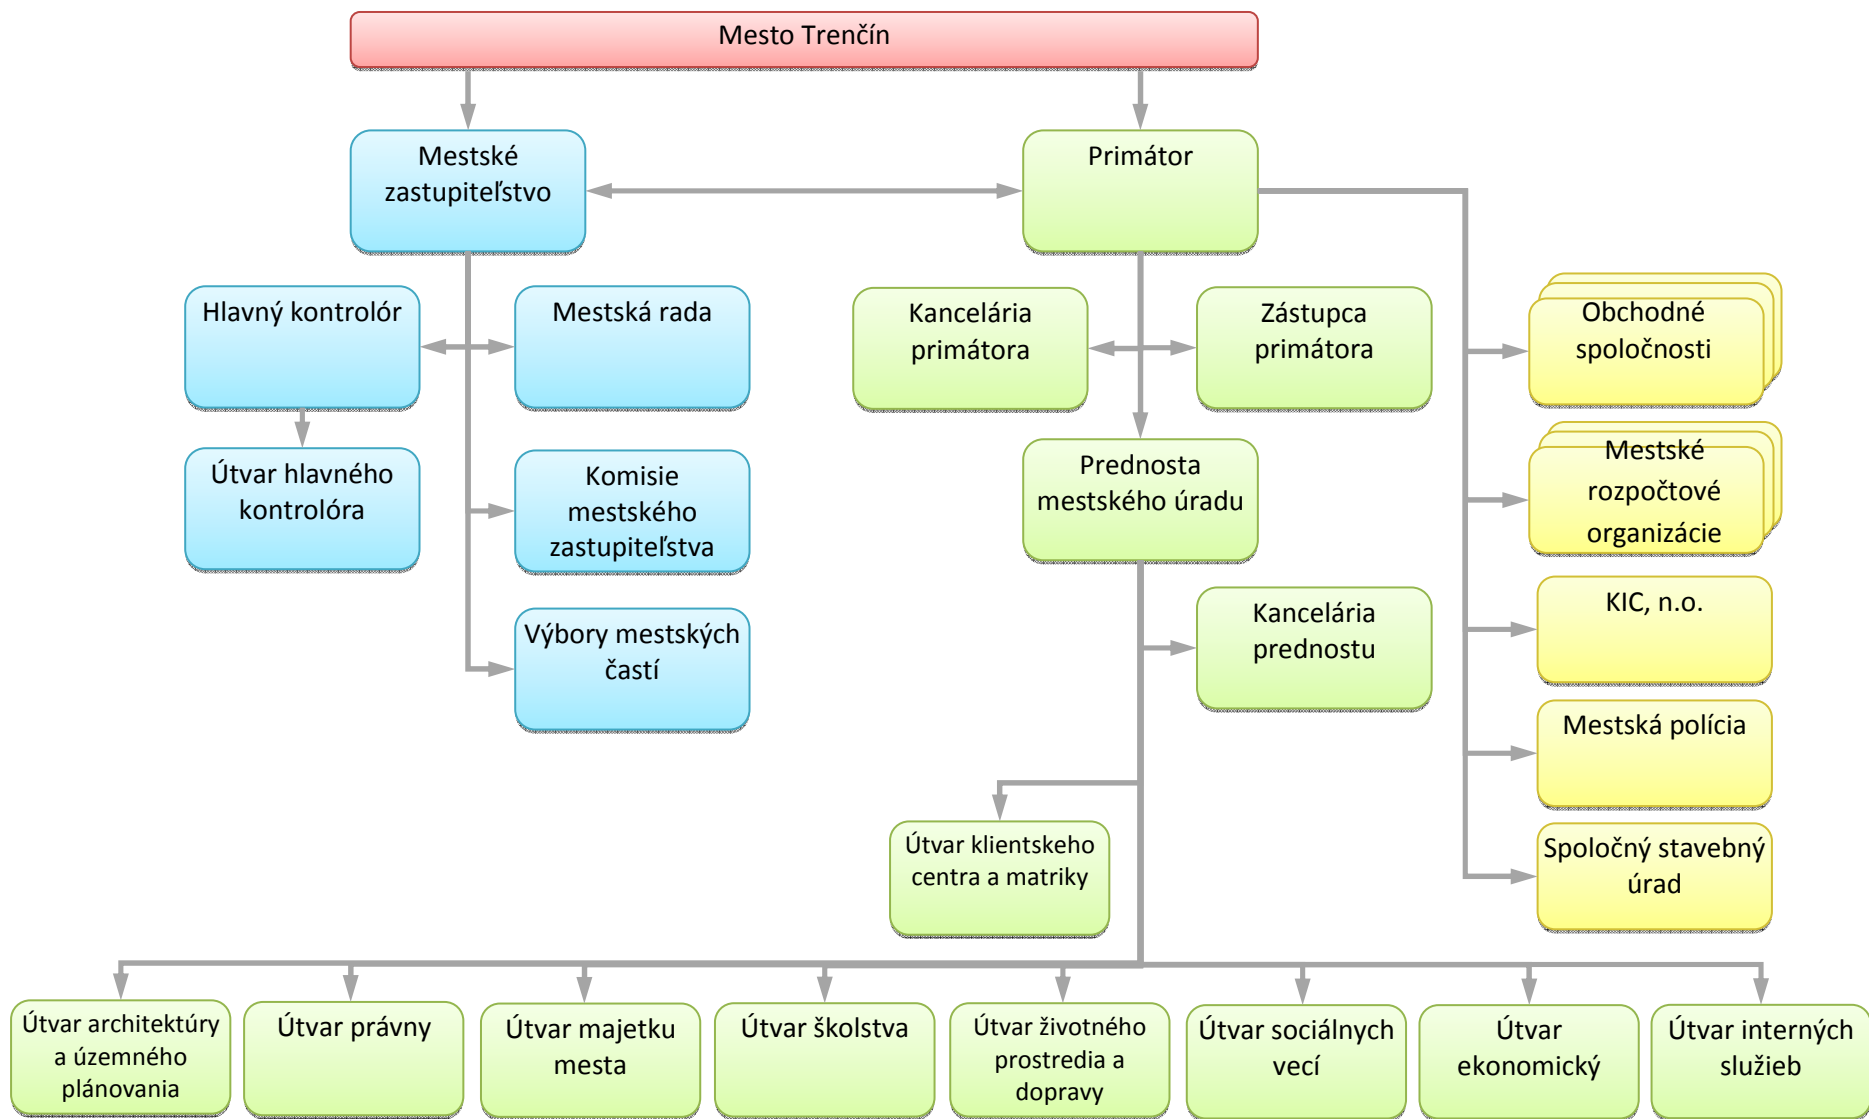 Mesto Trenčín
Mestské
zastupiteľstvo
Primátor
Hlavný kontrolór
Mestská rada
Kancelária
primátora
Zástupca
primátora
Obchodné
spoločnosti
Útvar hlavného
kontrolóra
Komisie
mestského
zastupiteľstva
Prednosta
mestského úradu
Mestské
rozpočtové
organizácie
Výbory mestských
častí
Kancelária
prednostu
KIC, n.o.
Mestská polícia
Útvar klientskeho
centra a matriky
Spoločný stavebný
úrad
Útvar architektúry
a územného
plánovania
Útvar právny
Útvar majetku
mesta
Útvar školstva
Útvar životného
prostredia a
dopravy
Útvar sociálnych
vecí
Útvar
ekonomický
Útvar interných
služieb